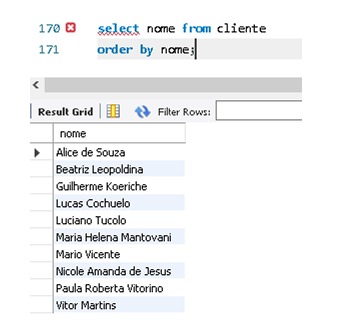 170 select nome from cliente
171 order by nome;
Result Grid Filter Rows:
nome
Alice de Souza
Beatriz Leopoldina
Guilherme Koeriche
Lucas Cochuelo
Luciano Tucolo
Maria Helena Mantovani
Mario Vicente
Nicole Amanda de Jesus
Paula Roberta Vitorino
Vitor Martins